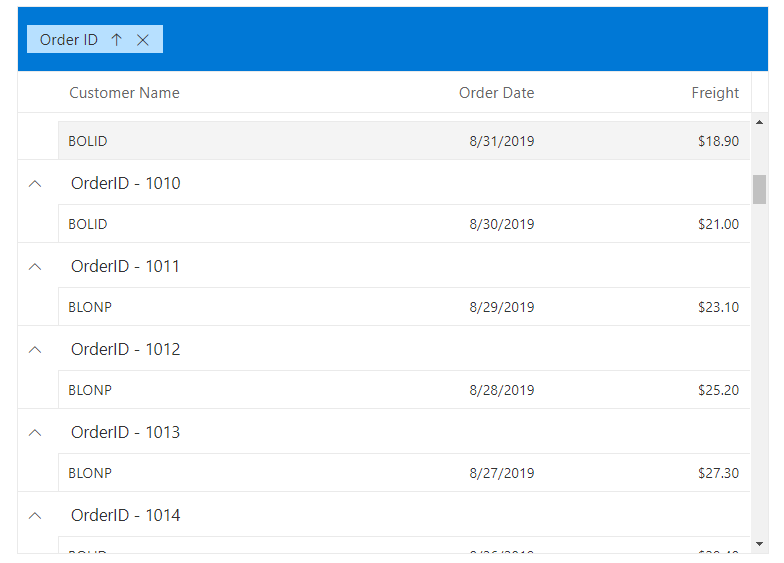 Order ID
Customer Name Order Date Freight
BOLID 8/31/2019 $18.90
OrderID - 1010
BOLID 8/30/2019 $21.00
OrderID - 1011
BLONP 8/29/2019 $23.10
OrderID - 1012
BLONP 8/28/2019 $25.20
OrderID - 1013
BLONP 8/27/2019 $27.30
OrderID - 1014